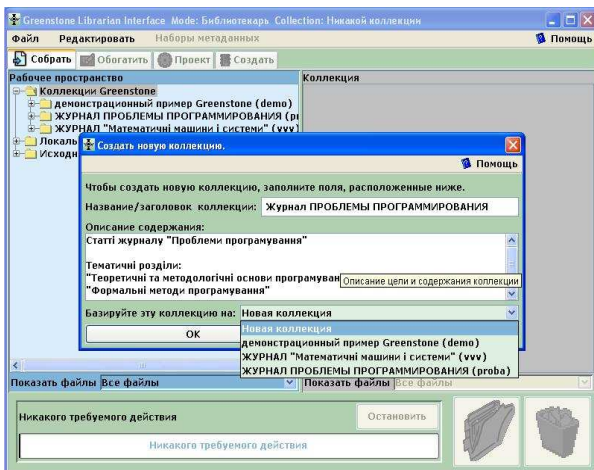 Greenstone Librarian Interface Mode: Библиотекарь Collection: Никакой коллекции
Файл Редактировать Наборы метаданных Помощь
Собрать Обогатить Проект Создать
Рабочее пространство
Коллекция
Коллекции Greenstone
демонстрационный пример Greenstone (demo)
ЖУРНАЛ ПРОБЛЕМЫ ПРОГРАММИРОВАНИЯ (pr
ЖУРНАЛ "Математичні машини і системи" (vvv)
Локаль
Исходн
Создать новую коллекцию.
Помощь
Чтобы создать новую коллекцию, заполните поля, расположенные ниже.
Название/заголовок коллекции: Журнал ПРОБЛЕМЫ ПРОГРАММИРОВАНИЯ
Описание содержания:
Статті журналу "Проблеми програмування"
Тематичні розділи:
"Теоретичні та методологічні основи програмуван
Описание цели и содержания коллекции
"Формальні методи програмування"
Базируйте эту коллекцию на: Новая коллекция
OK
Новая коллекция
демонстрационный пример Greenstone (demo)
ЖУРНАЛ "Математичні машини і системи" (vvv)
ЖУРНАЛ ПРОБЛЕМЫ ПРОГРАММИРОВАНИЯ (proba)
Показать файлы Все файлы
Показать файлы Все файлы
Никакого требуемого действия
Остановить
Никакого требуемого действия